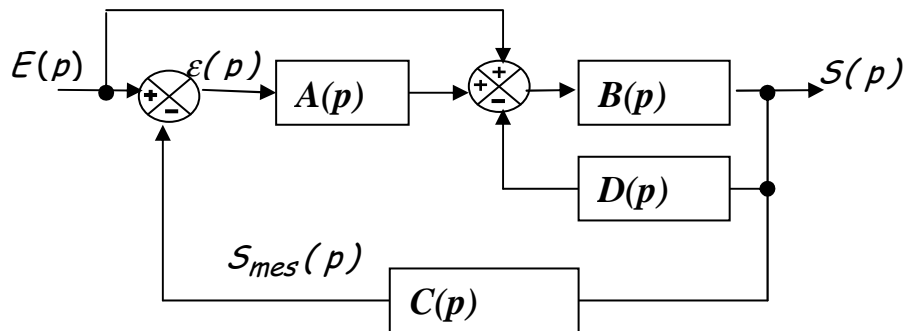 E(p)
ε(p)
A(p)
B(p)
S(p)
D(p)
S_mes(p)
C(p)
+
-
+
+
-